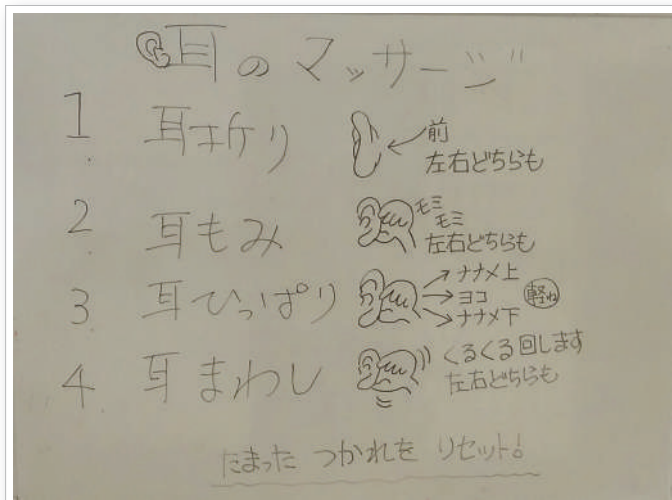 耳のマッサージ
1. 耳折り
前
左右どちらも
2. 耳もみ
モミ
モミ
左右どちらも
3. 耳ひっぱり
ナナメ上
ヨコ
ナナメ下
軽ね
4. 耳まわし
くるくる回します
左右どちらも
たまった つかれを リセット!